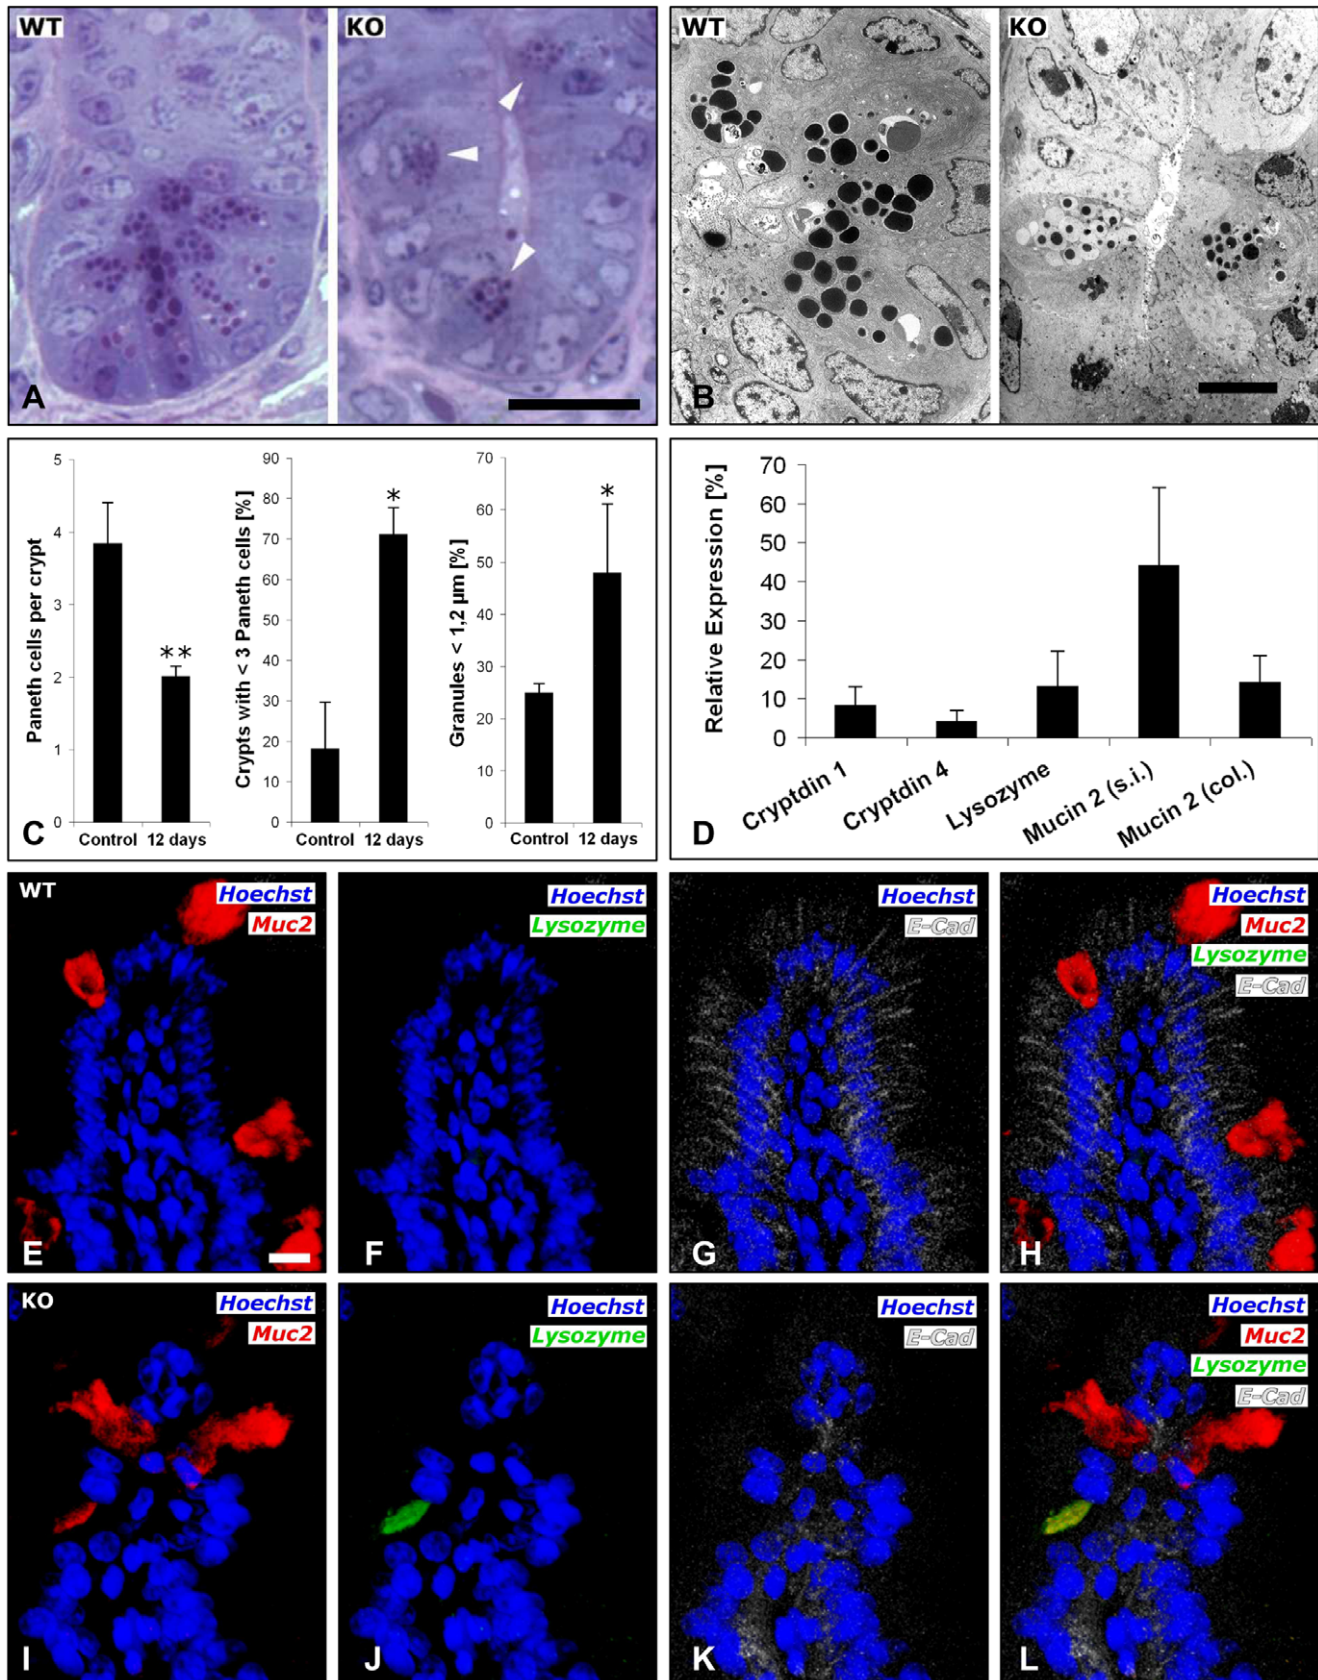 WT
KO
A
WT
KO
B
Paneth cells per crypt
5
4
3
2
1
0
**
Control
12 days
Crypts with < 3 Paneth cells [%]
90
80
70
60
50
40
30
20
10
0
*
Control
12 days
Granules < 1,2 µm [%]
70
60
50
40
30
20
10
0
*
Control
12 days
C
Relative Expression [%]
70
60
50
40
30
20
10
0
Cryptdin 1
Cryptdin 4
Lysozyme
Mucin 2 (s.i.)
Mucin 2 (col.)
D
WT
Hoechst
Muc2
E
Hoechst
Lysozyme
F
Hoechst
E-Cad
G
Hoechst
Muc2
Lysozyme
E-Cad
H
KO
Hoechst
Muc2
I
Hoechst
Lysozyme
J
Hoechst
E-Cad
K
Hoechst
Muc2
Lysozyme
E-Cad
L